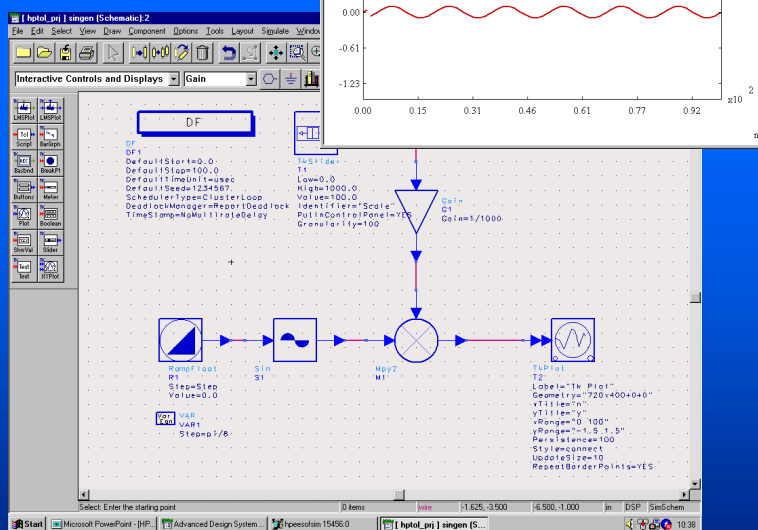 [ hptol_prj ] singen (Schematic):2
File Edit Select View Draw Component Options Tools Layout Simulate Window
Interactive Controls and Displays Gain
0.00
-0.61
-1.23
0.00 0.15 0.31 0.46 0.61 0.77 0.92
x10 2
n
LMSPlot LMSPlot
Tcl
Script BarGrph
Basbnd BreakPt
Buttons Meter
Plot Boolean
ShwVal Slider
Text
Text XYPlot
DF
DF
DF1
DefaultStart=0.0
DefaultStop=100.0
DefaultTimeUnit=usec
DefaultSeed=1234567.
SchedulerType=ClusterLoop
DeadlockManager=ReportDeadlock
TimeStamp=NoMultirateDelay
TkSlider
T1
Low=0.0
High=1000.0
Value=100.0
Identifier="Scale"
PutInControlPanel=YES
Granularity=100
Gain
G1
Gain=1/1000
RampFloat
R1
Step=Step
Value=0.0
Sin
S1
Mpy2
M1
TkPlot
T2
Label="Tk Plot"
Geometry="720x400+0+0"
xTitle="n"
yTitle="y"
xRange="0 100"
yRange="-1.5 1.5"
Persistence=100
Style=connect
UpdateSize=10
RepeatBorderPoints=YES
Var
Eqn
VAR
VAR1
Step=pi/8
Select: Enter the starting point 0 items wire -1.625, -3.500 -6.500, -1.000 in DSP SimSchem
Start Microsoft PowerPoint - [HP... Advanced Design System ... hpeesofsim 15456:0 [ hptol_prj ] singen (S... 10:38